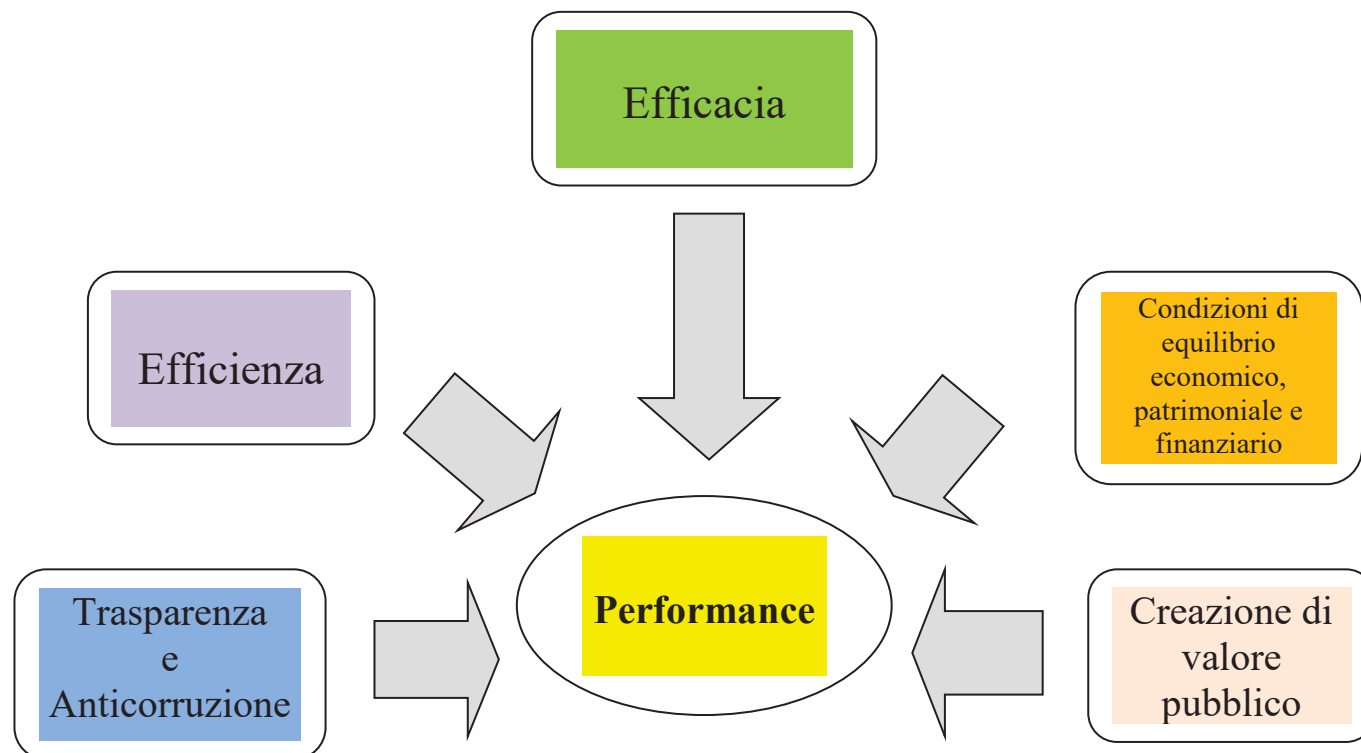 Efficacia
Efficienza
Condizioni di
equilibrio
economico,
patrimoniale e
finanziario
Trasparenza
e
Anticorruzione
Performance
Creazione di
valore
pubblico